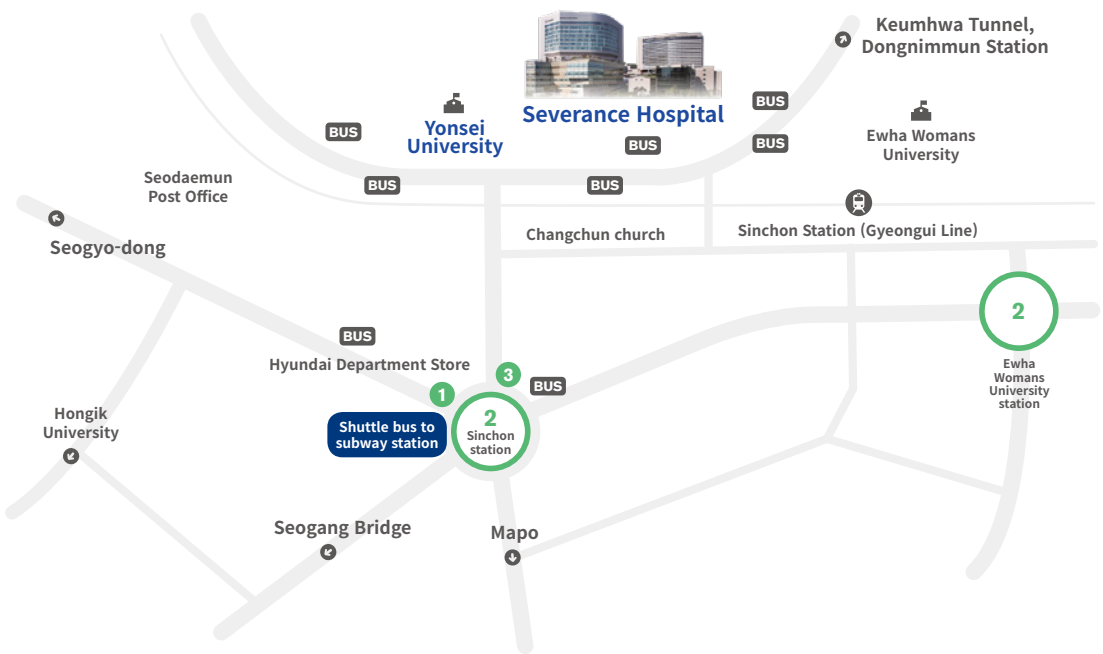 Keumhwa Tunnel,
Dongnimmun Station
BUS
Severance Hospital
BUS
Yonsei
University
BUS
BUS
Ewha Womans
University
Seodaemun
Post Office
BUS
BUS
Seogyo-dong
Changchun church
Sinchon Station (Gyeongui Line)
2
Ewha
Womans
University
station
BUS
Hyundai Department Store
3
BUS
1
Hongik
University
Shuttle bus to
subway station
2
Sinchon
station
Seogang Bridge
Mapo